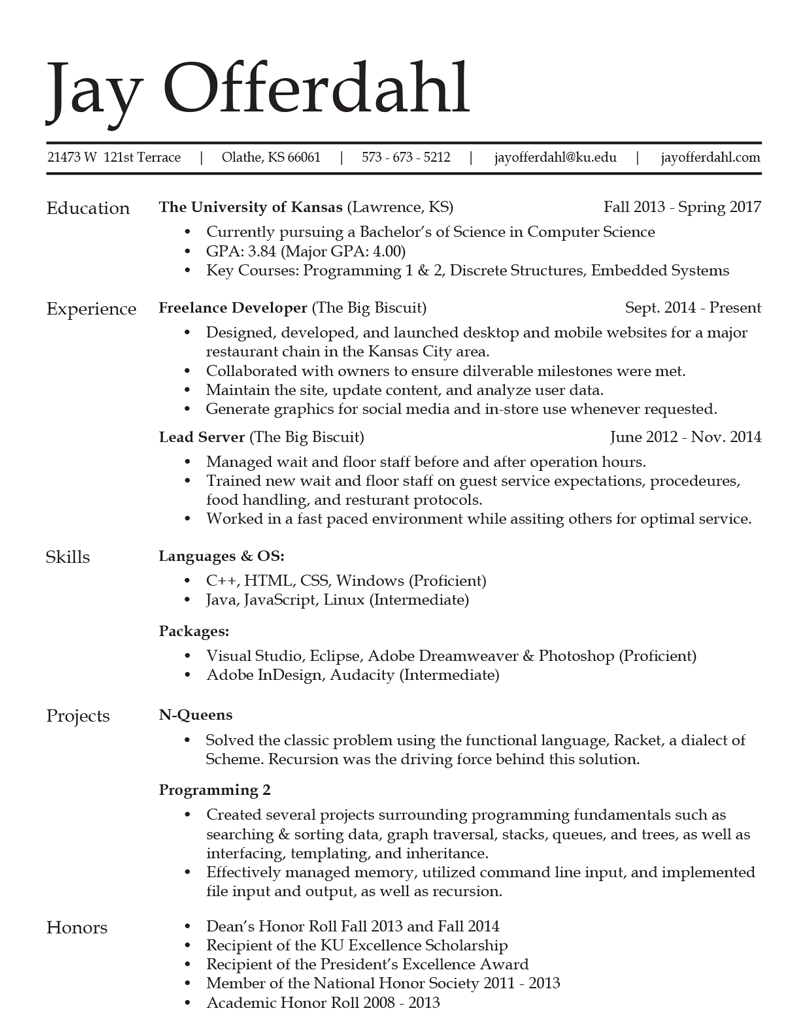 Jay Offerdahl
21473 W 121st Terrace | Olathe, KS 66061 | 573 - 673 - 5212 | jayofferdahl@ku.edu | jayofferdahl.com
Education The University of Kansas (Lawrence, KS) Fall 2013 - Spring 2017
• Currently pursuing a Bachelor's of Science in Computer Science
• GPA: 3.84 (Major GPA: 4.00)
• Key Courses: Programming 1 & 2, Discrete Structures, Embedded Systems
Experience Freelance Developer (The Big Biscuit) Sept. 2014 - Present
• Designed, developed, and launched desktop and mobile websites for a major
restaurant chain in the Kansas City area.
• Collaborated with owners to ensure dilverable milestones were met.
• Maintain the site, update content, and analyze user data.
• Generate graphics for social media and in-store use whenever requested.
Lead Server (The Big Biscuit) June 2012 - Nov. 2014
• Managed wait and floor staff before and after operation hours.
• Trained new wait and floor staff on guest service expectations, procedeures,
food handling, and resturant protocols.
• Worked in a fast paced environment while assiting others for optimal service.
Skills Languages & OS:
• C++, HTML, CSS, Windows (Proficient)
• Java, JavaScript, Linux (Intermediate)
Packages:
• Visual Studio, Eclipse, Adobe Dreamweaver & Photoshop (Proficient)
• Adobe InDesign, Audacity (Intermediate)
Projects N-Queens
• Solved the classic problem using the functional language, Racket, a dialect of
Scheme. Recursion was the driving force behind this solution.
Programming 2
• Created several projects surrounding programming fundamentals such as
searching & sorting data, graph traversal, stacks, queues, and trees, as well as
interfacing, templating, and inheritance.
• Effectively managed memory, utilized command line input, and implemented
file input and output, as well as recursion.
Honors • Dean's Honor Roll Fall 2013 and Fall 2014
• Recipient of the KU Excellence Scholarship
• Recipient of the President's Excellence Award
• Member of the National Honor Society 2011 - 2013
• Academic Honor Roll 2008 - 2013